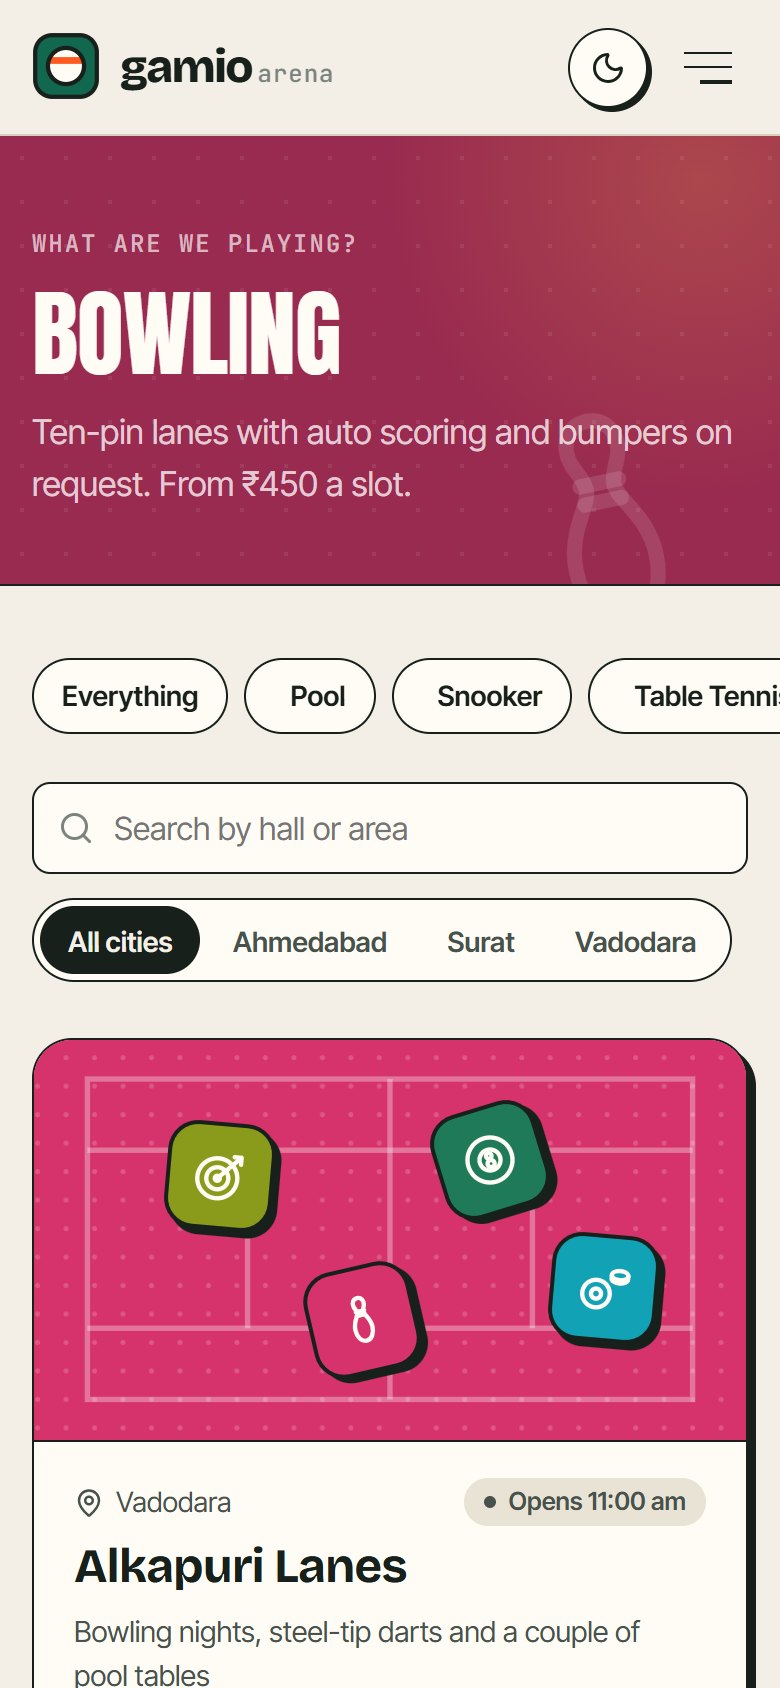 gamio arena
WHAT ARE WE PLAYING?
BOWLING
Ten-pin lanes with auto scoring and bumpers on
request. From ₹450 a slot.
Everything Pool Snooker Table Tennis
Search by hall or area
All cities Ahmedabad Surat Vadodara
Vadodara Opens 11:00 am
Alkapuri Lanes
Bowling nights, steel-tip darts and a couple of
pool tables